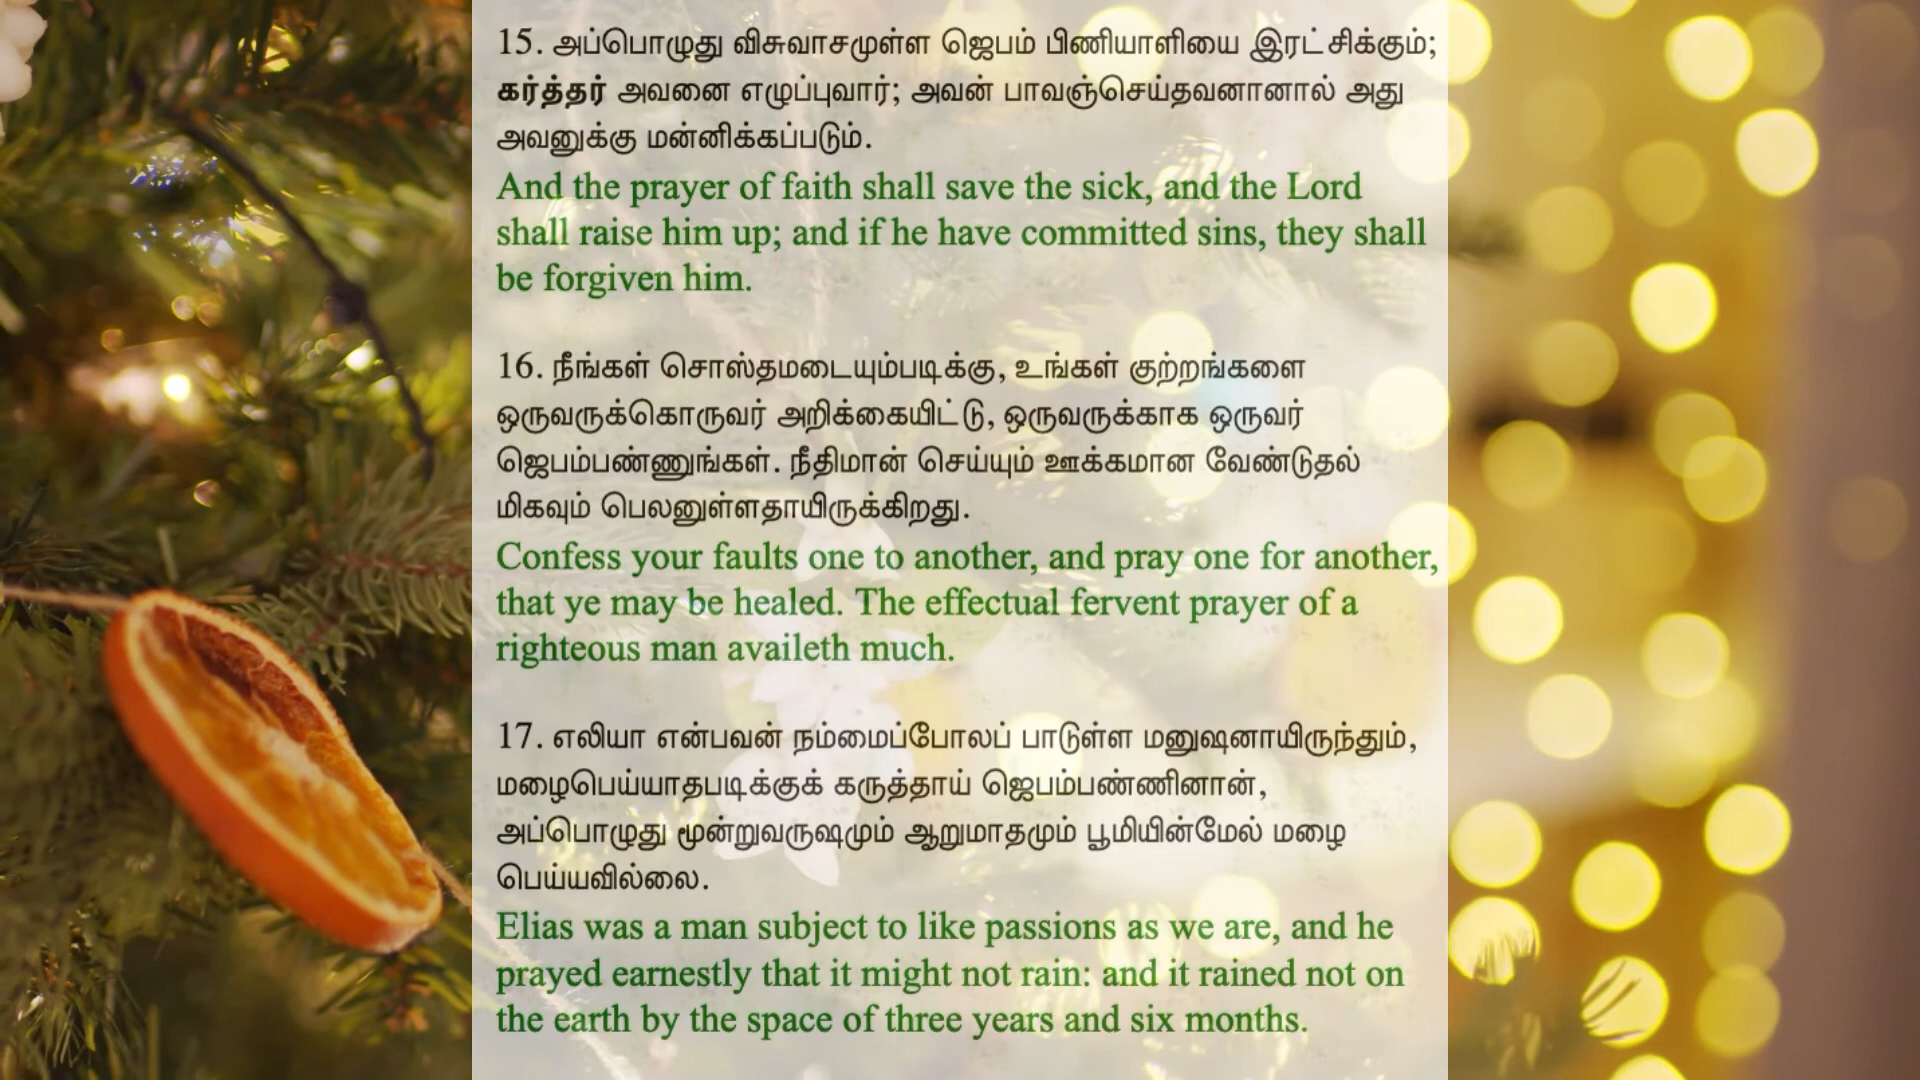 15. அப்பொழுது விசுவாசமுள்ள ஜெபம் பிணியாளியை இரட்சிக்கும்;
கர்த்தர் அவனை எழுப்புவார்; அவன் பாவஞ்செய்தவனானால் அது
அவனுக்கு மன்னிக்கப்படும்.
And the prayer of faith shall save the sick, and the Lord
shall raise him up; and if he have committed sins, they shall
be forgiven him.
16. நீங்கள் சொஸ்தமடையும்படிக்கு, உங்கள் குற்றங்களை
ஒருவருக்கொருவர் அறிக்கையிட்டு, ஒருவருக்காக ஒருவர்
ஜெபம்பண்ணுங்கள். நீதிமான் செய்யும் ஊக்கமான வேண்டுதல்
மிகவும் பெலனுள்ளதாயிருக்கிறது.
Confess your faults one to another, and pray one for another,
that ye may be healed. The effectual fervent prayer of a
righteous man availeth much.
17. எலியா என்பவன் நம்மைப்போலப் பாடுள்ள மனுஷனாயிருந்தும்,
மழைபெய்யாதபடிக்குக் கருத்தாய் ஜெபம்பண்ணினான்,
அப்பொழுது மூன்றுவருஷமும் ஆறுமாதமும் பூமியின்மேல் மழை
பெய்யவில்லை.
Elias was a man subject to like passions as we are, and he
prayed earnestly that it might not rain: and it rained not on
the earth by the space of three years and six months.